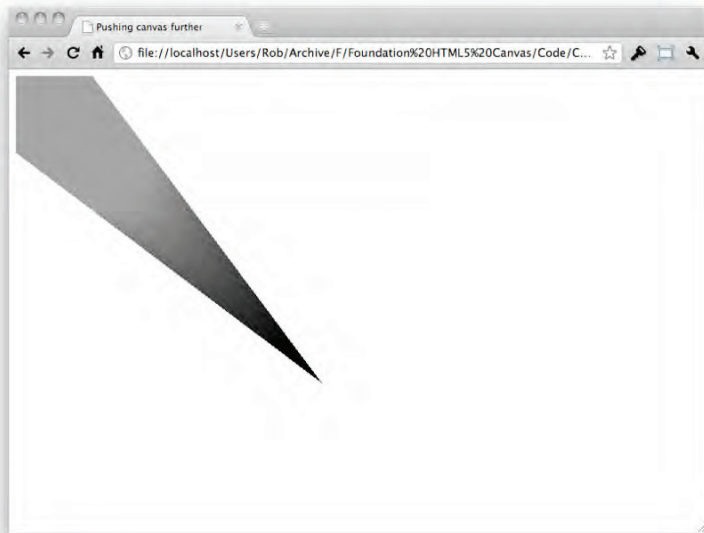 Pushing canvas further
file://localhost/Users/Rob/Archive/F/Foundation%20HTML5%20Canvas/Code/C...